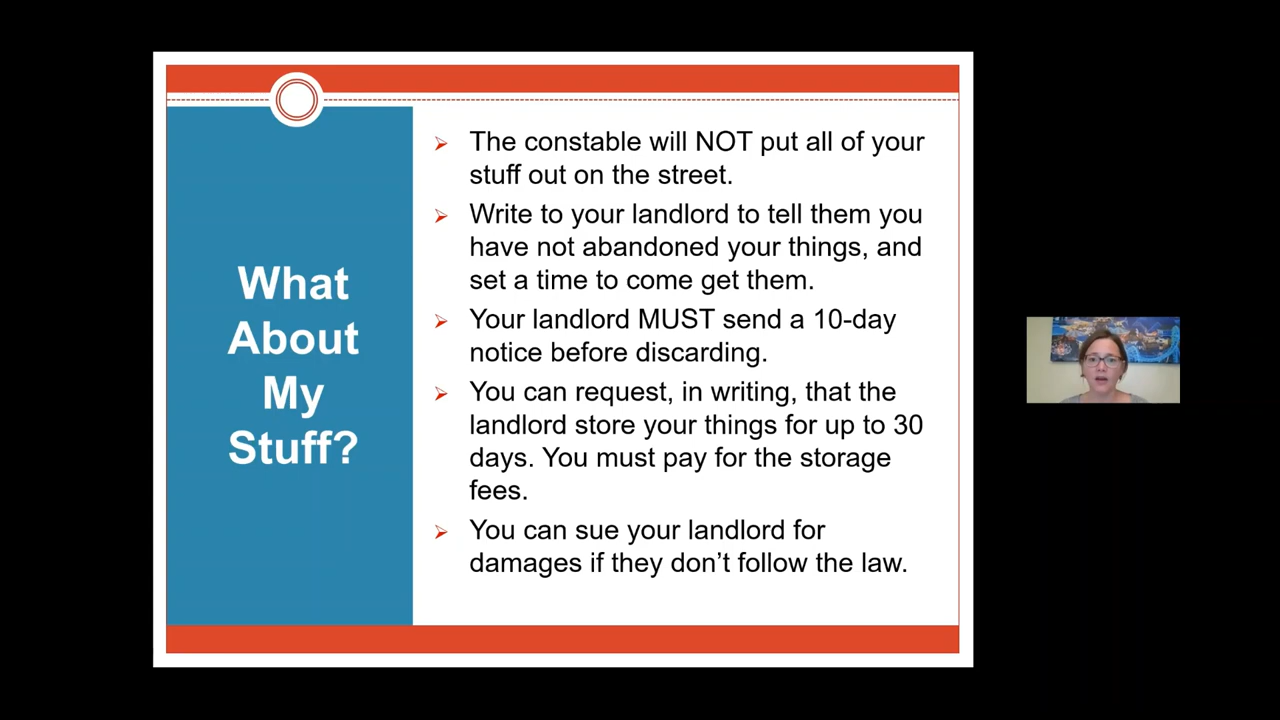 What
About
My
Stuff?
The constable will NOT put all of your
stuff out on the street.
Write to your landlord to tell them you
have not abandoned your things, and
set a time to come get them.
Your landlord MUST send a 10-day
notice before discarding.
You can request, in writing, that the
landlord store your things for up to 30
days. You must pay for the storage
fees.
You can sue your landlord for
damages if they don’t follow the law.